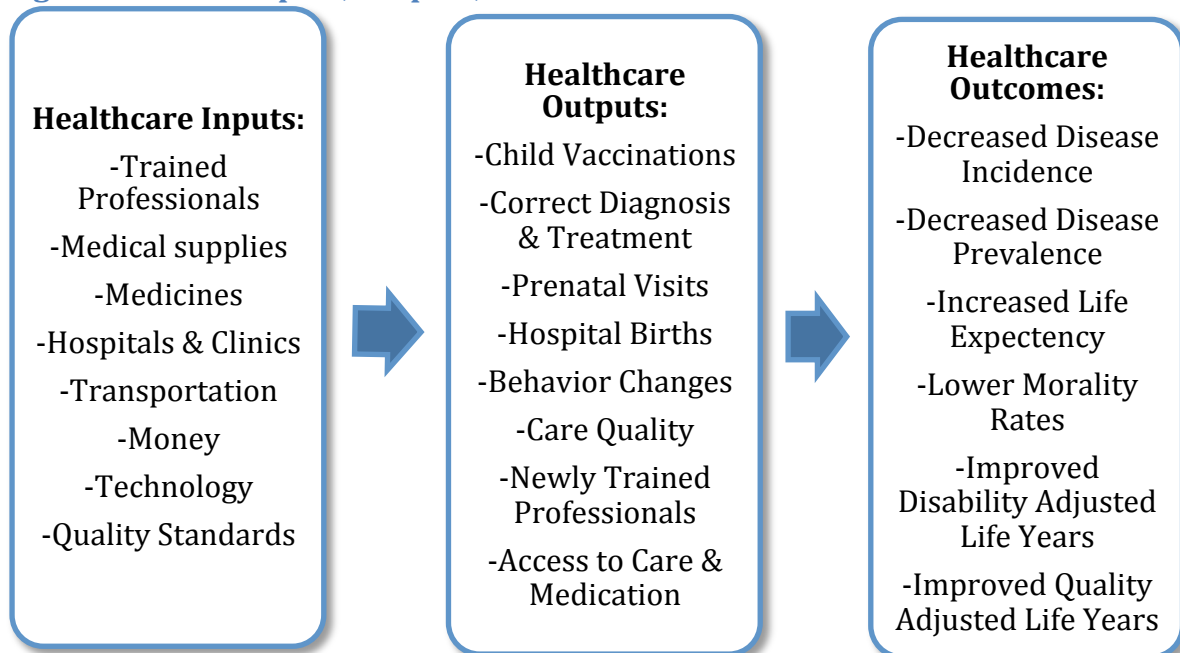 Healthcare Inputs:
-Trained
Professionals
-Medical supplies
-Medicines
-Hospitals & Clinics
-Transportation
-Money
-Technology
-Quality Standards
Healthcare
Outputs:
-Child Vaccinations
-Correct Diagnosis
& Treatment
-Prenatal Visits
-Hospital Births
-Behavior Changes
-Care Quality
-Newly Trained
Professionals
-Access to Care &
Medication
Healthcare
Outcomes:
-Decreased Disease
Incidence
-Decreased Disease
Prevalence
-Increased Life
Expectency
-Lower Morality
Rates
-Improved
Disability Adjusted
Life Years
-Improved Quality
Adjusted Life Years